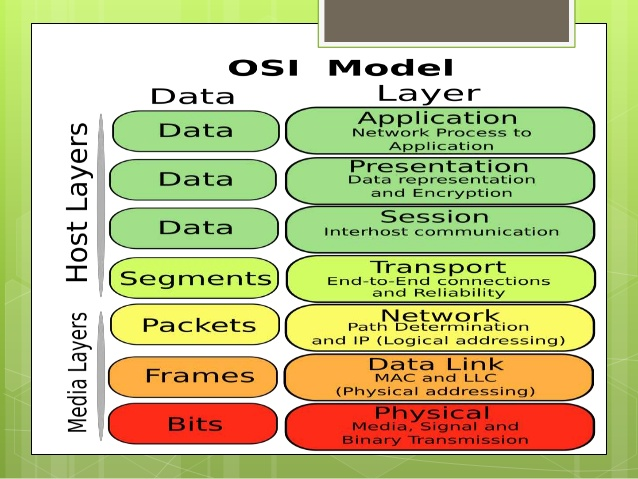 OSI Model
Data Layer
Host Layers
Data
Application
Network Process to
Application
Data
Presentation
Data representation
and Encryption
Data
Session
Interhost communication
Segments
Transport
End-to-End connections
and Reliability
Media Layers
Packets
Network
Path Determination
and IP (Logical addressing)
Frames
Data Link
MAC and LLC
(Physical addressing)
Bits
Physical
Media, Signal and
Binary Transmission